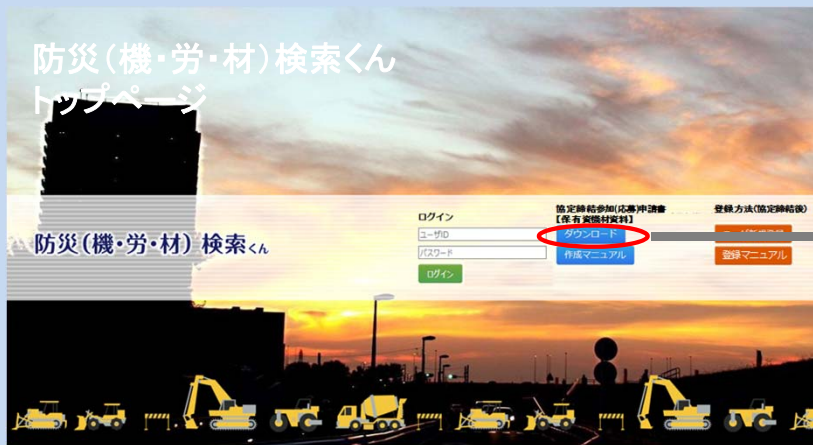 防災(機・労・材)検索くん
トップページ
防災(機・労・材)検索くん
ログイン
ユーザID
パスワード
ログイン
協定締結参加(応募)申請書
【保有資機材資料】
ダウンロード
作成マニュアル
登録方法(協定締結後)
登録マニュアル